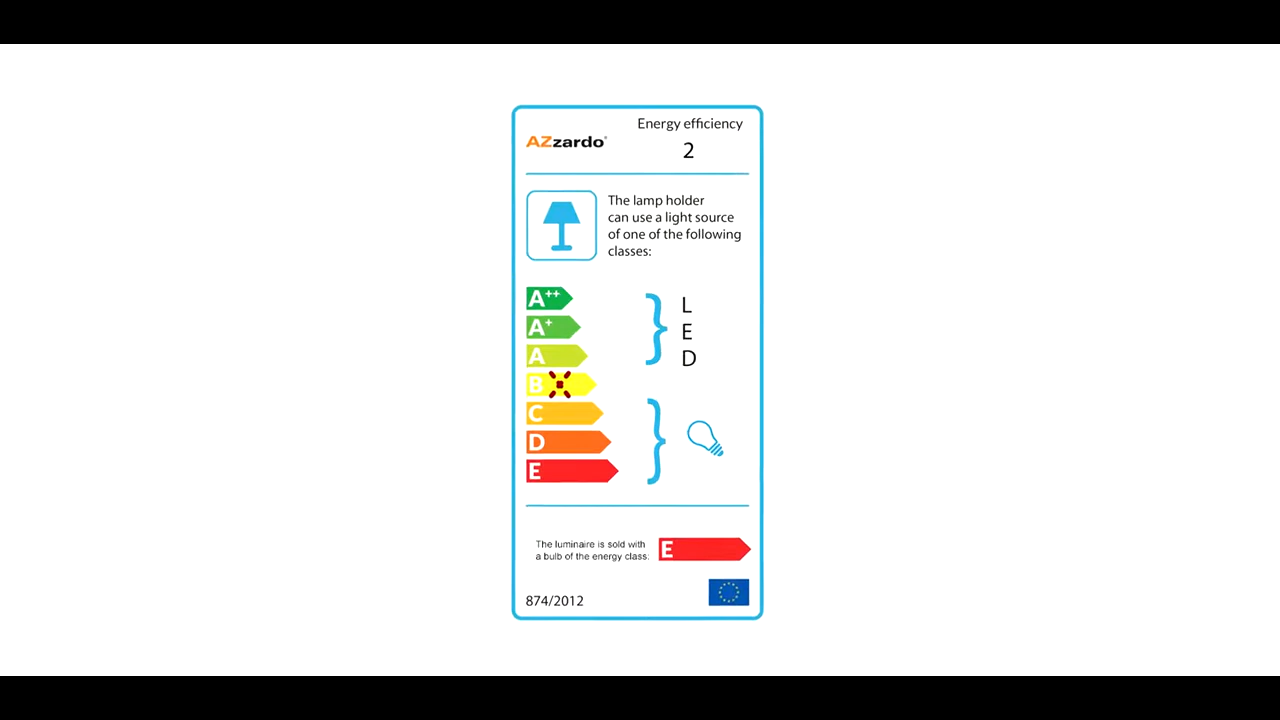 AZzardo®
Energy efficiency
2
The lamp holder
can use a light source
of one of the following
classes:
A++
A+
A
B
C
D
E
L
E
D
The luminaire is sold with
a bulb of the energy class:
E
874/2012